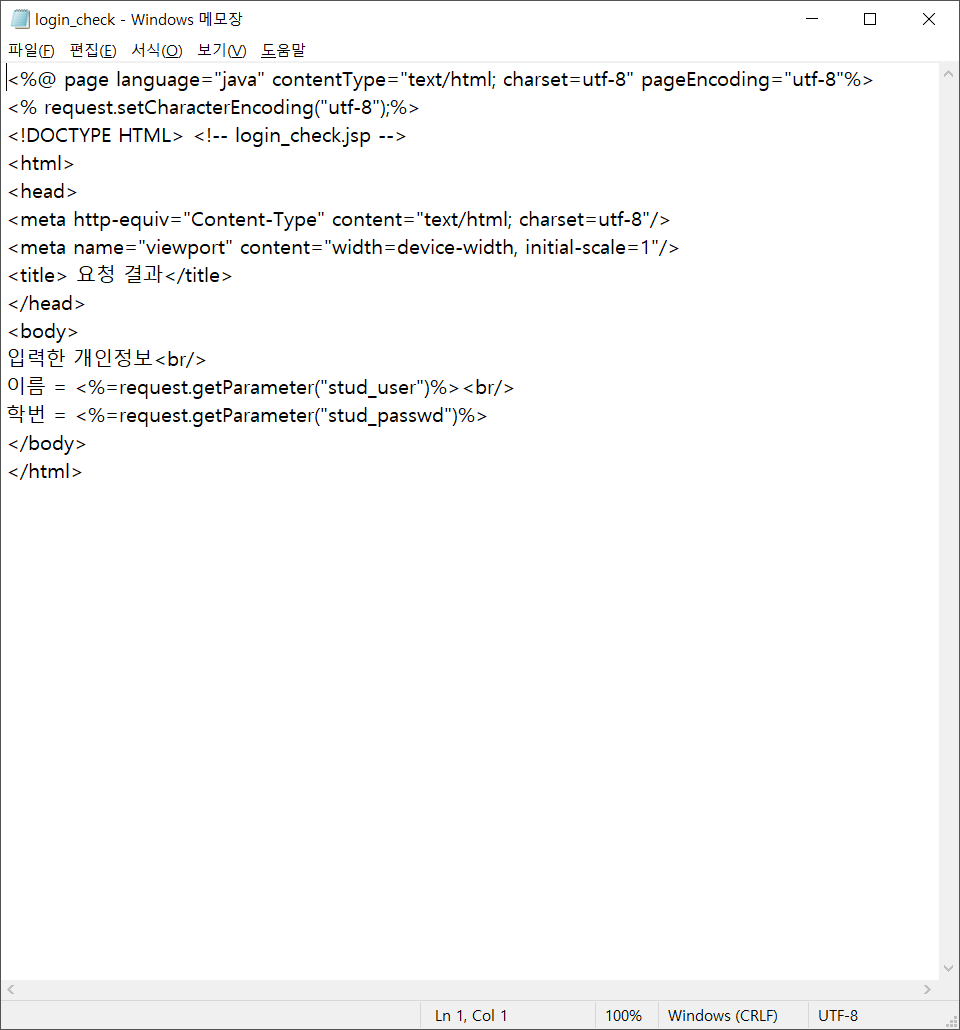 login_check - Windows 메모장
파일(F) 편집(E) 서식(O) 보기(V) 도움말
<%@ page language="java" contentType="text/html; charset=utf-8" pageEncoding="utf-8"%>
<% request.setCharacterEncoding("utf-8");%>
<!DOCTYPE HTML> <!-- login_check.jsp -->
<html>
<head>
<meta http-equiv="Content-Type" content="text/html; charset=utf-8"/>
<meta name="viewport" content="width=device-width, initial-scale=1"/>
<title> 요청 결과</title>
</head>
<body>
입력한 개인정보<br/>
이름 = <%=request.getParameter("stud_user")%><br/>
학번 = <%=request.getParameter("stud_passwd")%>
</body>
</html>
Ln 1, Col 1 100% Windows (CRLF) UTF-8